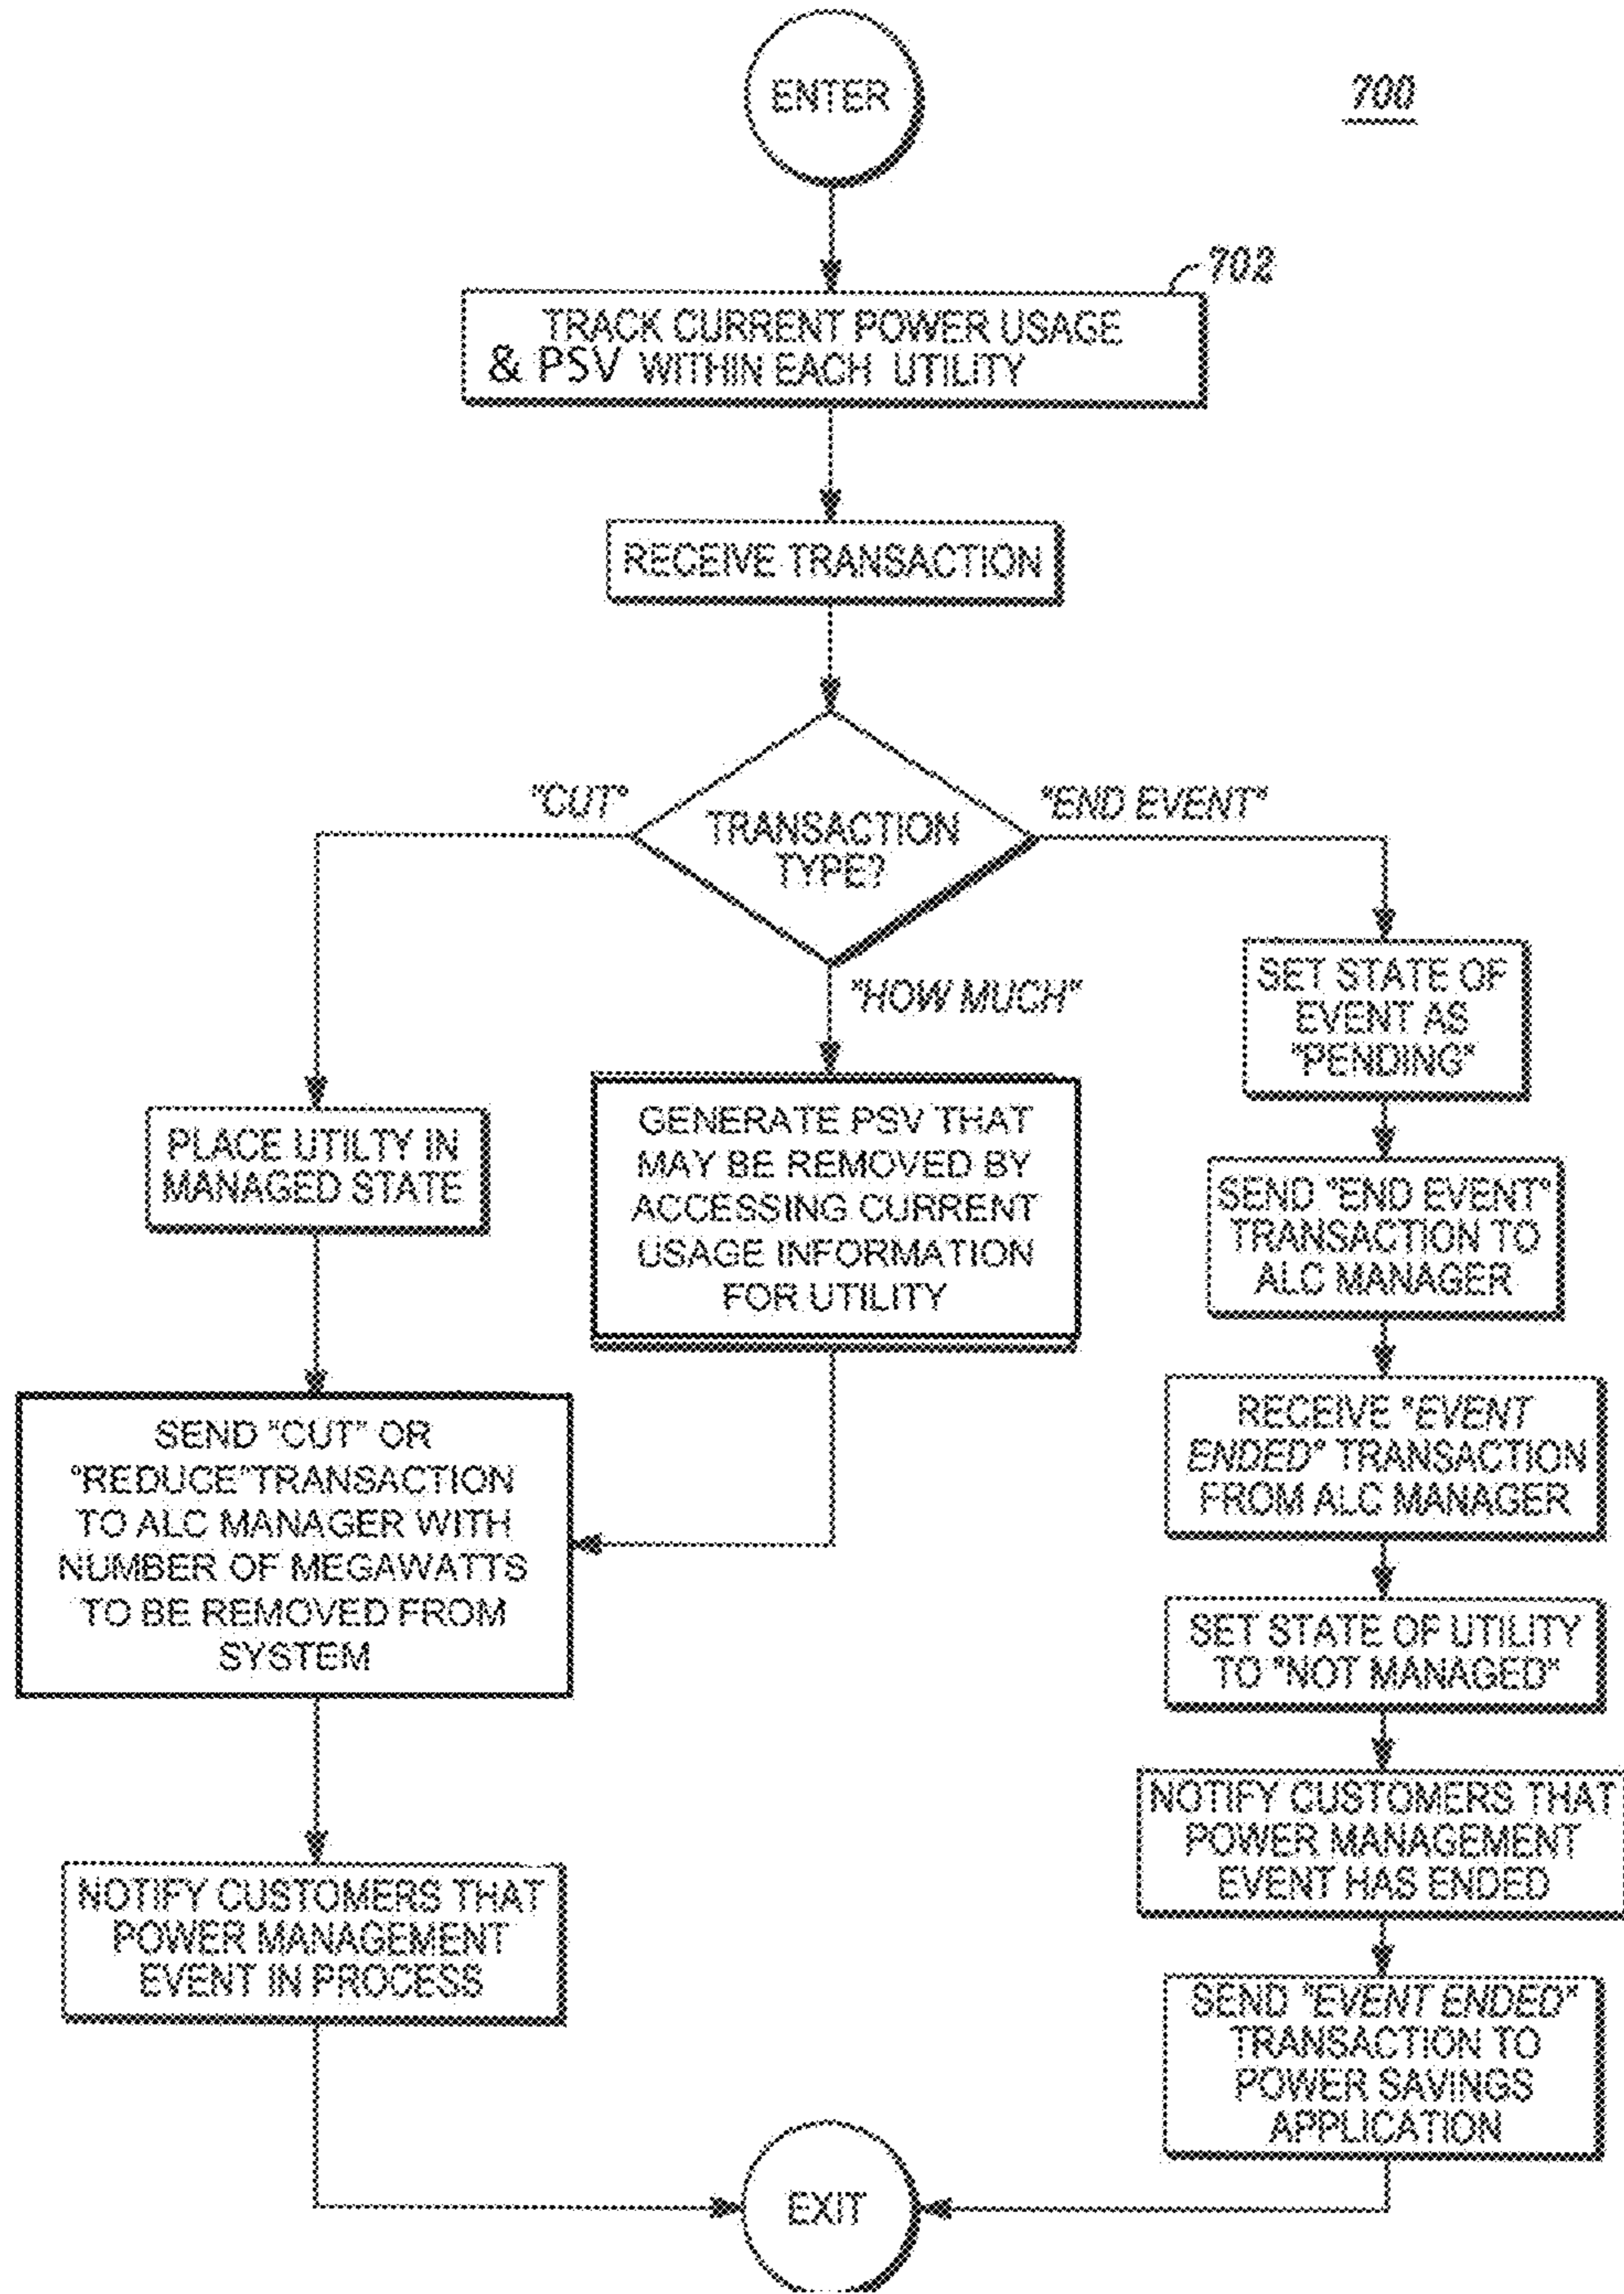 ENTER
700
702
TRACK CURRENT POWER USAGE
& PSV WITHIN EACH UTILITY
RECEIVE TRANSACTION
TRANSACTION
TYPE?
"CUT"
"HOW MUCH"
"END EVENT"
PLACE UTILTY IN
MANAGED STATE
GENERATE PSV THAT
MAY BE REMOVED BY
ACCESSING CURRENT
USAGE INFORMATION
FOR UTILITY
SEND "CUT" OR
"REDUCE" TRANSACTION
TO ALC MANAGER WITH
NUMBER OF MEGAWATTS
TO BE REMOVED FROM
SYSTEM
NOTIFY CUSTOMERS THAT
POWER MANAGEMENT
EVENT IN PROCESS
SET STATE OF
EVENT AS
"PENDING"
SEND "END EVENT"
TRANSACTION TO
ALC MANAGER
RECEIVE "EVENT
ENDED" TRANSACTION
FROM ALC MANAGER
SET STATE OF UTILITY
TO "NOT MANAGED"
NOTIFY CUSTOMERS THAT
POWER MANAGEMENT
EVENT HAS ENDED
SEND "EVENT ENDED"
TRANSACTION TO
POWER SAVINGS
APPLICATION
EXIT